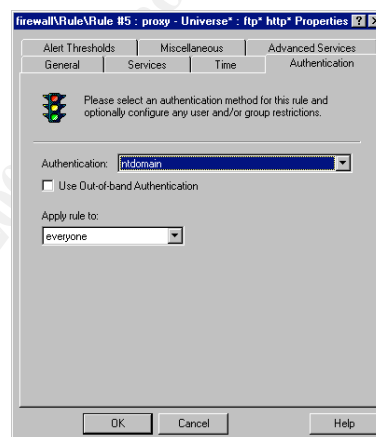 firewall\Rule\Rule #5 : proxy - Universe* : ftp* http* Properties
Alert Thresholds Miscellaneous Advanced Services
General Services Time Authentication
Please select an authentication method for this rule and
optionally configure any user and/or group restrictions.
Authentication: ntdomain
Use Out-of-band Authentication
Apply rule to:
everyone
OK Cancel Help